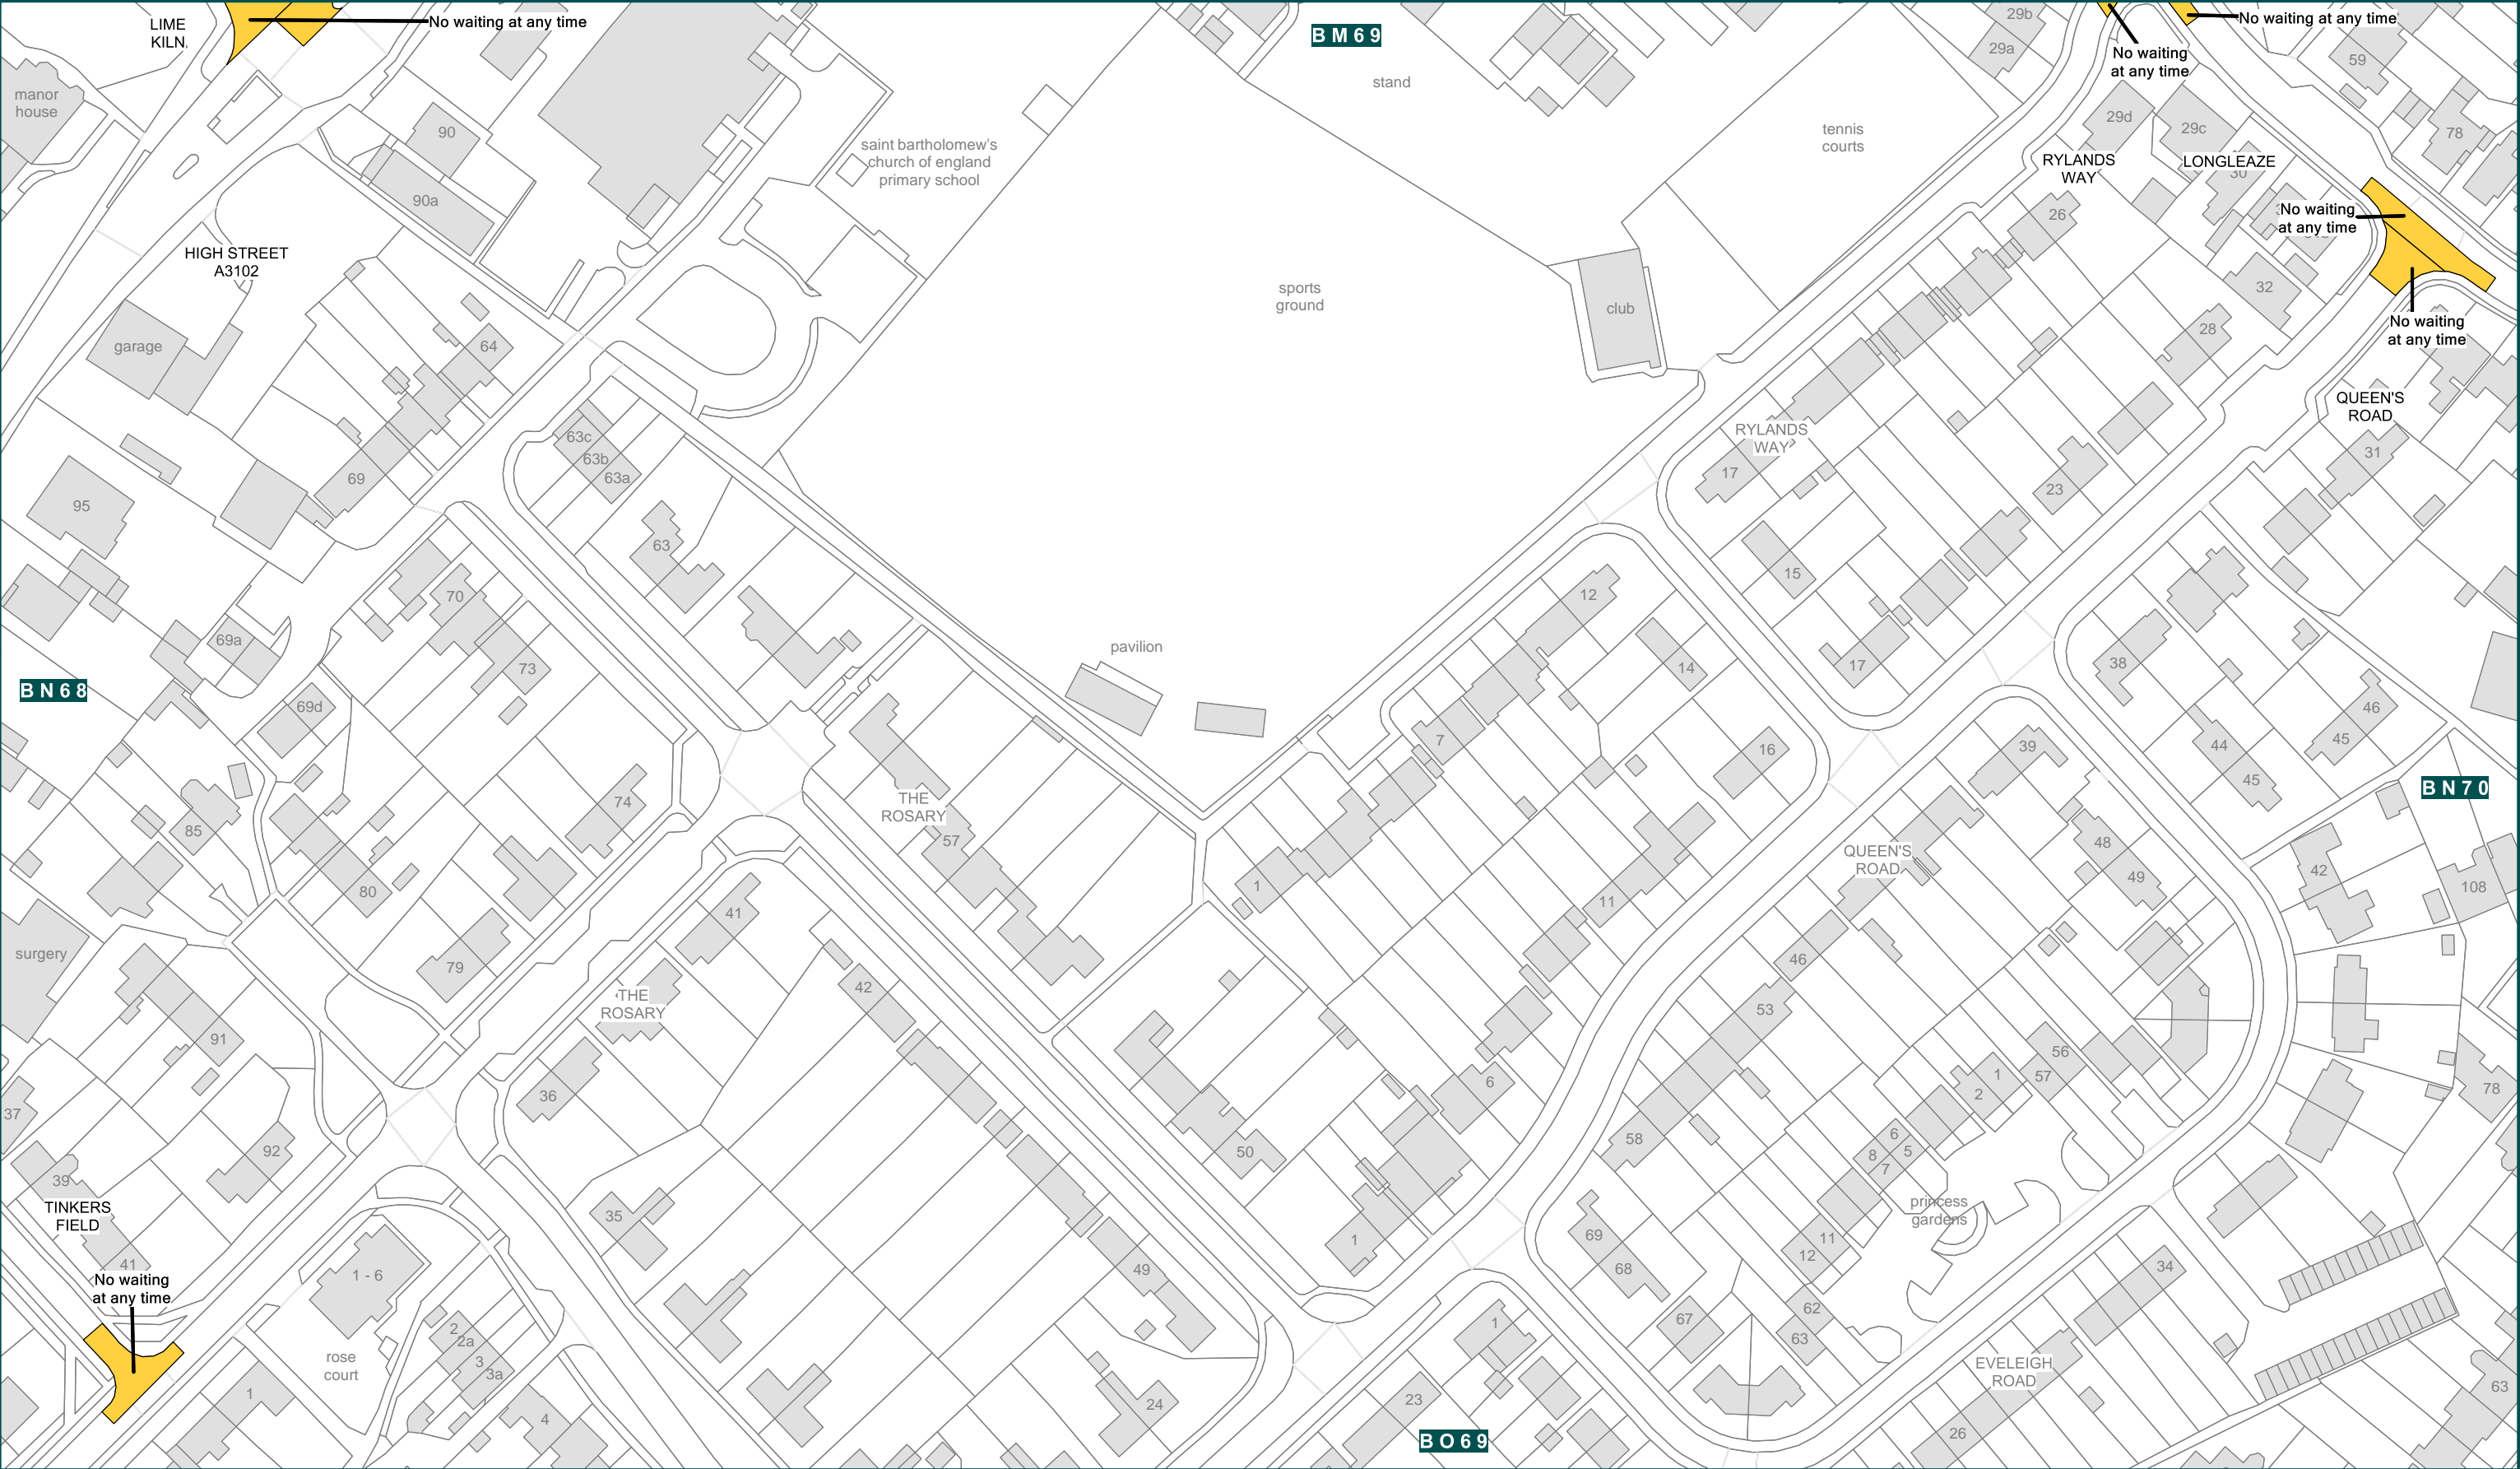 LIME
KILN
No waiting at any time
BM69
29b
29a
No waiting at any time
No waiting
at any time
59
manor
house
stand
90
90a
saint bartholomew's
church of england
primary school
tennis
courts
29d
29c
78
RYLANDS
WAY
LONGLEAZE
30
26
No waiting
at any time
HIGH STREET
A3102
sports
ground
club
32
28
No waiting
at any time
garage
64
QUEEN'S
ROAD
63c
63b
63a
69
RYLANDS
WAY
17
31
23
95
63
15
70
12
69a
73
14
17
38
pavilion
BN68
69d
7
16
39
46
45
44
45
BN70
74
THE
ROSARY
57
85
80
1
11
QUEEN'S
ROAD
48
49
42
108
surgery
79
41
42
46
THE
ROSARY
53
91
36
6
56
57
1
2
78
37
39
92
50
58
6
5
8
7
TINKERS
FIELD
35
princess
gardens
41
No waiting
at any time
1 - 6
1
69
68
11
12
49
34
2
2a
3
3a
rose
court
1
67
62
63
EVELEIGH
ROAD
1
4
24
23
26
63
BO69